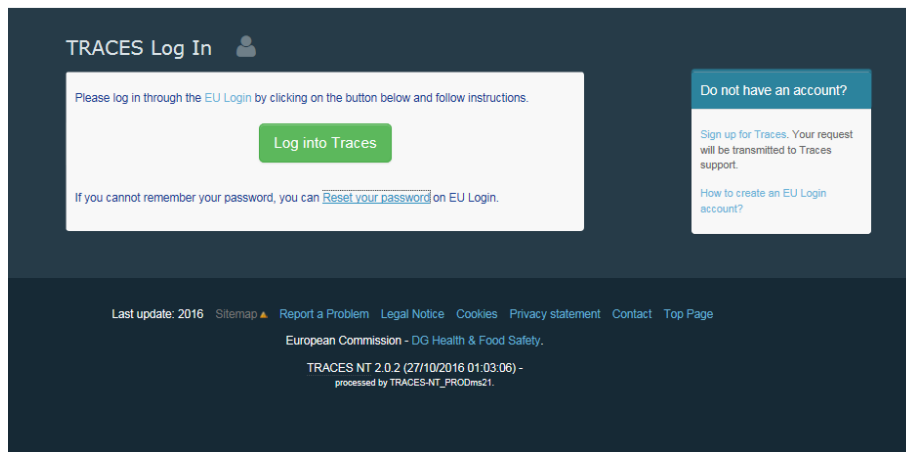 TRACES Log In
Please log in through the EU Login by clicking on the button below and follow instructions.
Log into Traces
If you cannot remember your password, you can Reset your password on EU Login.
Do not have an account?
Sign up for Traces. Your request
will be transmitted to Traces
support.
How to create an EU Login
account?
Last update: 2016 Sitemap Report a Problem Legal Notice Cookies Privacy statement Contact Top Page
European Commission - DG Health & Food Safety.
TRACES NT 2.0.2 (27/10/2016 01:03:06) -
processed by TRACES-NT_PRODms21.